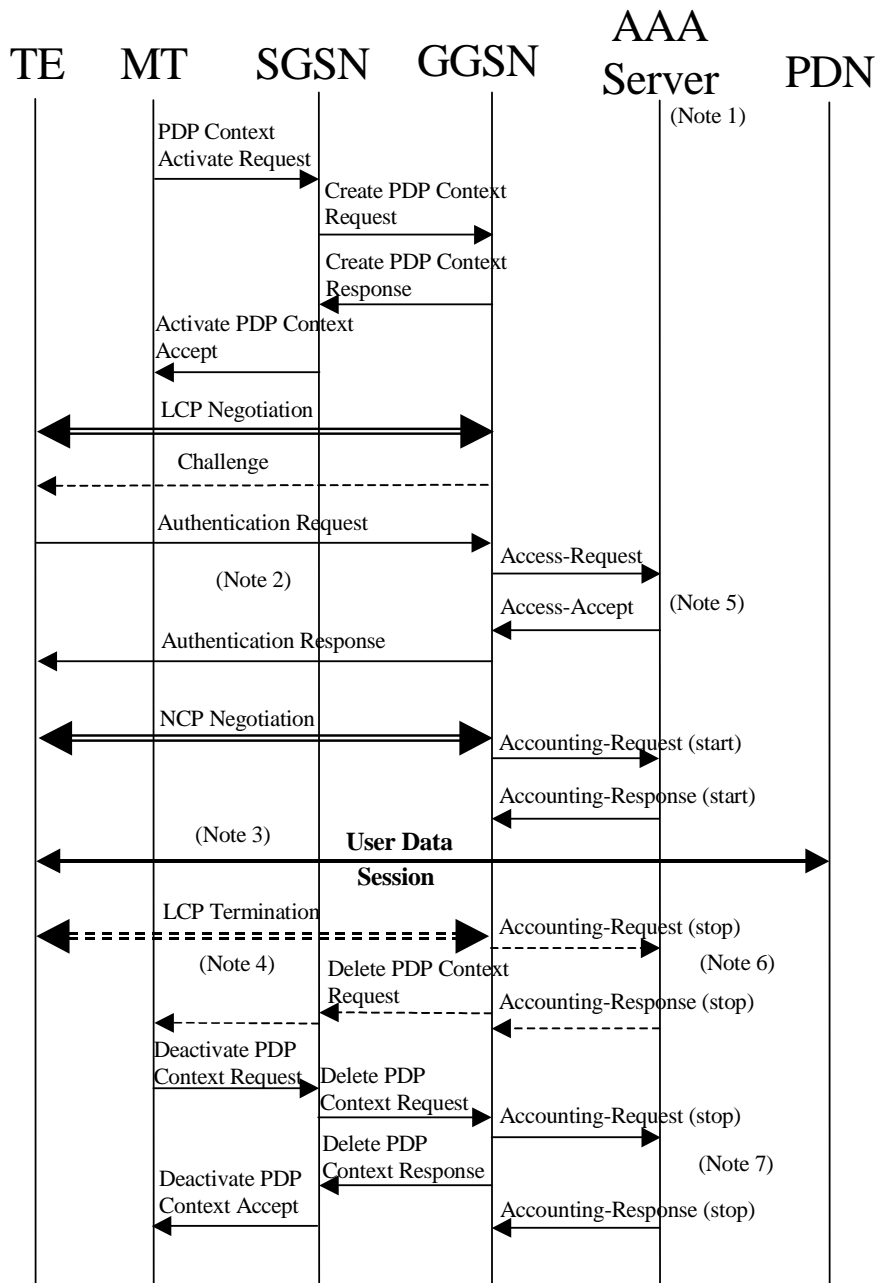 TE MT SGSN GGSN AAA Server PDN
(Note 1)
PDP Context
Activate Request
Create PDP Context
Request
Create PDP Context
Response
Activate PDP Context
Accept
LCP Negotiation
Challenge
Authentication Request
Access-Request
(Note 2)
Access-Accept
(Note 5)
Authentication Response
NCP Negotiation
Accounting-Request (start)
Accounting-Response (start)
(Note 3)
User Data
Session
LCP Termination
Accounting-Request (stop)
(Note 4)
Delete PDP Context
Request
(Note 6)
Accounting-Response (stop)
Deactivate PDP
Context Request
Delete PDP
Context Request
Accounting-Request (stop)
Delete PDP
Context Response
(Note 7)
Deactivate PDP
Context Accept
Accounting-Response (stop)